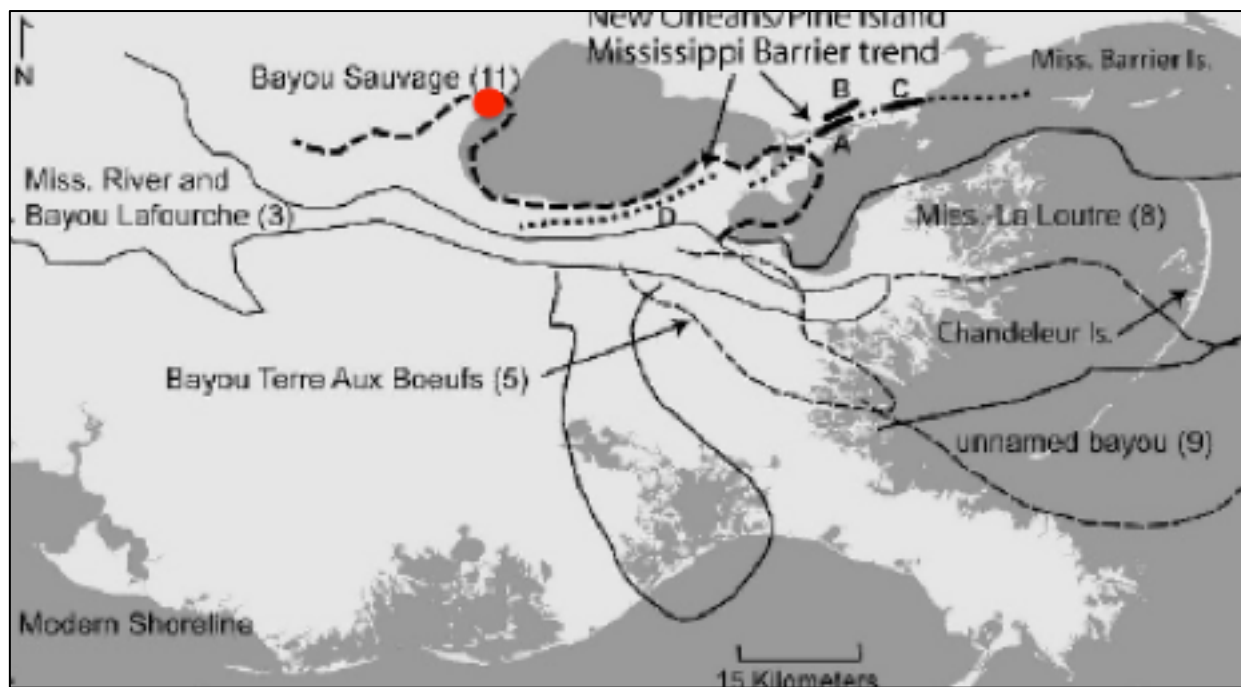 New Orleans/Pine Island
Mississippi Barrier trend
N
Bayou Sauvage (11)
Miss. Barrier Is.
B
C
A
Miss. River and
Bayou Lafourche (3)
D
Miss.-La Loutre (8)
Chandeleur Is.
Bayou Terre Aux Boeufs (5)
unnamed bayou (9)
Modern Shoreline
15 Kilometers